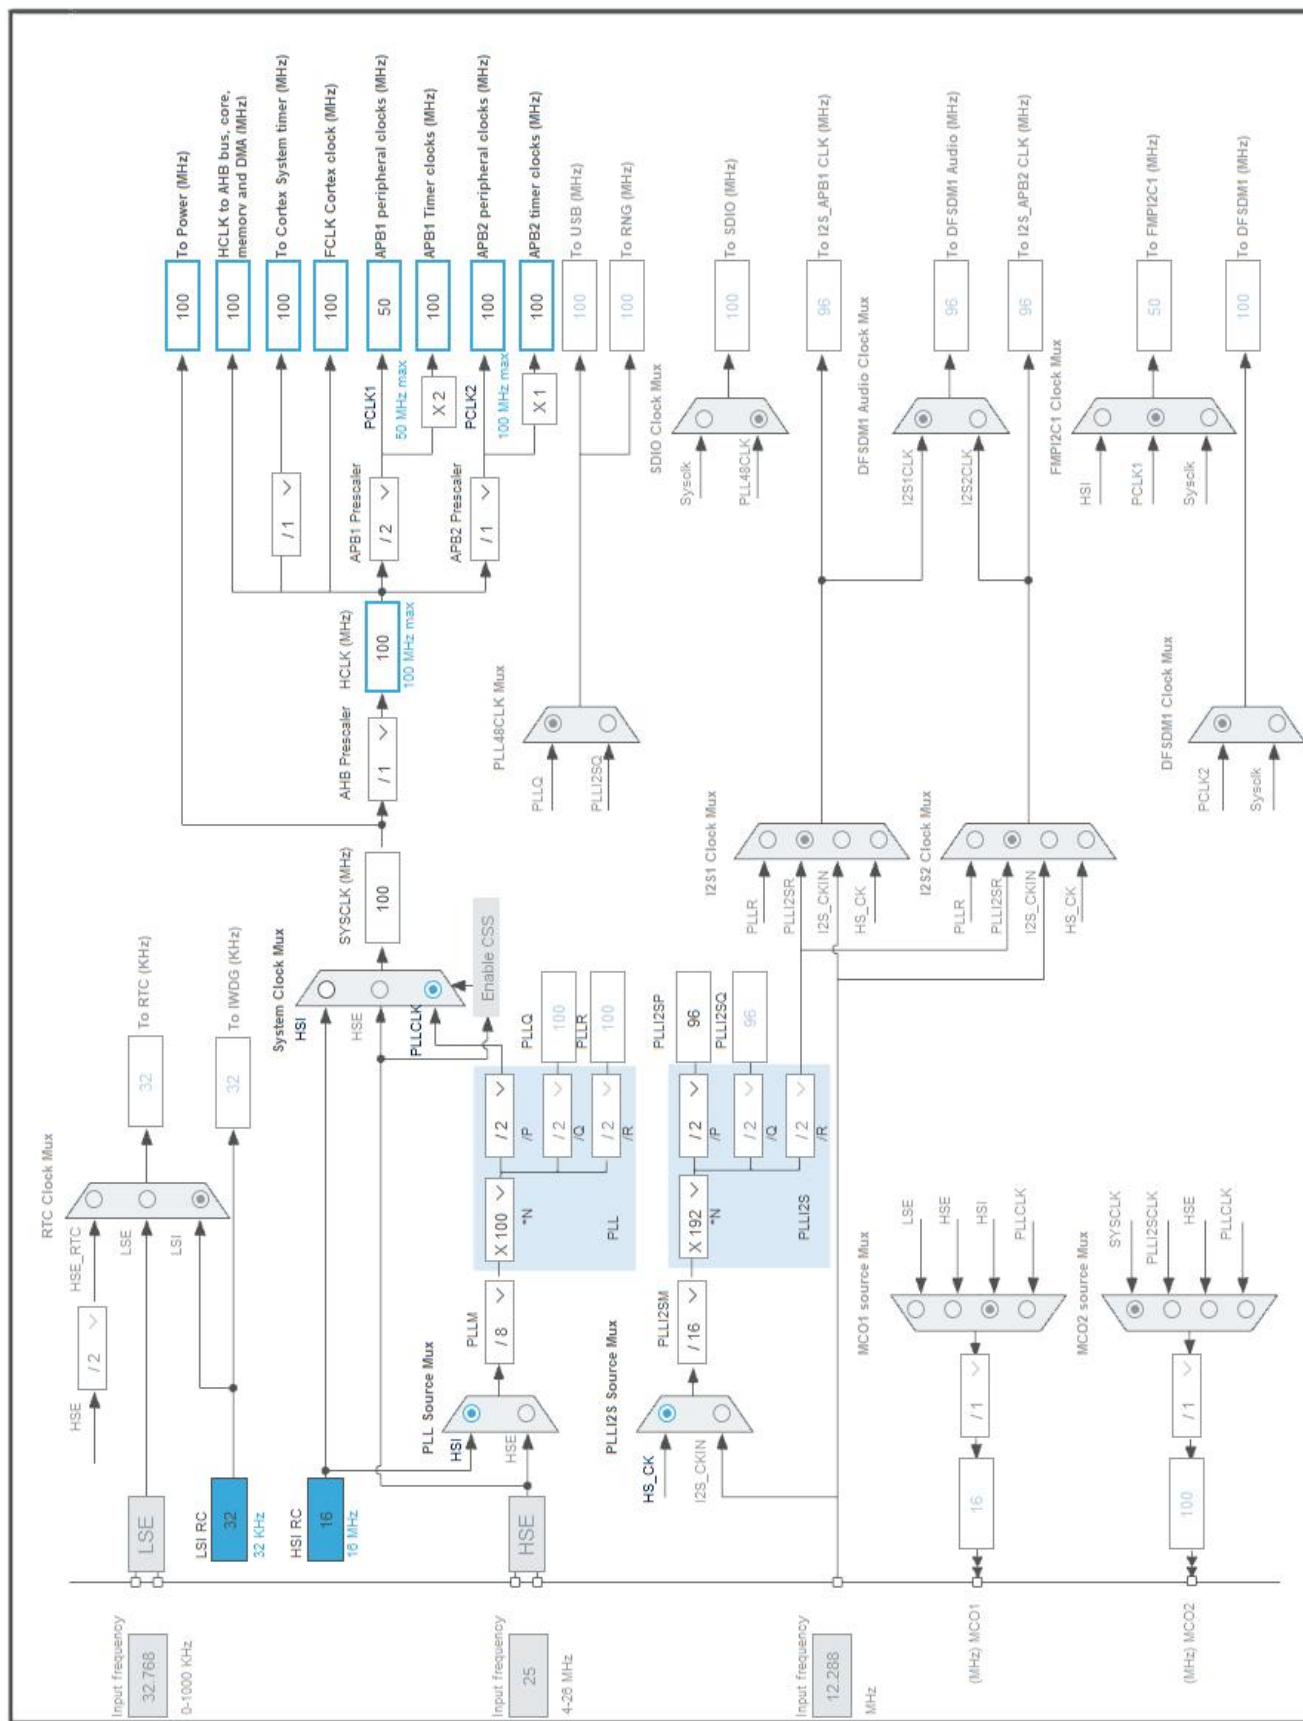 Input frequency
32.768
0-1000 KHz
LSE
LSI RC
32
32 KHz
HSI RC
16
16 MHz
Input frequency
25
4-26 MHz
HSE
Input frequency
12.288
MHz
HSE
/ 2
HSE_RTC
LSE
LSI
RTC Clock Mux
32
To RTC (KHz)
32
To IWDG (KHz)
System Clock Mux
HSI
HSE
PLLCLK
Enable CSS
SYSCLK (MHz)
100
AHB Prescaler
/ 1
HCLK (MHz)
100
100 MHz max
100
To Power (MHz)
100
HCLK to AHB bus, core,
memory and DMA (MHz)
/ 1
100
To Cortex System timer (MHz)
100
FCLK Cortex clock (MHz)
APB1 Prescaler
/ 2
PCLK1
50 MHz max
50
APB1 peripheral clocks (MHz)
X 2
100
APB1 Timer clocks (MHz)
APB2 Prescaler
/ 1
PCLK2
100 MHz max
100
APB2 peripheral clocks (MHz)
X 1
100
APB2 timer clocks (MHz)
100
To USB (MHz)
100
To RNG (MHz)
PLL Source Mux
HSI
HSE
PLLM
/ 8
X 100
*N
PLL
/ 2
/P
/ 2
/Q
/ 2
/R
PLLQ
100
PLLR
100
PLL48CLK Mux
PLLQ
PLLI2SQ
PLLI2S Source Mux
HS_CK
I2S_CKIN
PLLI2SM
/ 16
X 192
*N
PLLI2S
/ 2
/P
/ 2
/Q
/ 2
/R
PLLI2SP
96
PLLI2SQ
96
SDIO Clock Mux
Sysclk
PLL48CLK
100
To SDIO (MHz)
I2S1 Clock Mux
PLLR
PLLI2SR
I2S_CKIN
HS_CK
96
To I2S_APB1 CLK (MHz)
DFSDM1 Audio Clock Mux
I2S1CLK
I2S2CLK
96
To DFSDM1 Audio (MHz)
I2S2 Clock Mux
PLLR
PLLI2SR
I2S_CKIN
HS_CK
96
To I2S_APB2 CLK (MHz)
FMPI2C1 Clock Mux
HSI
PCLK1
Sysclk
50
To FMPI2C1 (MHz)
DFSDM1 Clock Mux
PCLK2
Sysclk
100
To DFSDM1 (MHz)
MCO1 source Mux
LSE
HSE
HSI
PLLCLK
/ 1
16
(MHz) MCO1
MCO2 source Mux
SYSCLK
PLLI2SCLK
HSE
PLLCLK
/ 1
100
(MHz) MCO2